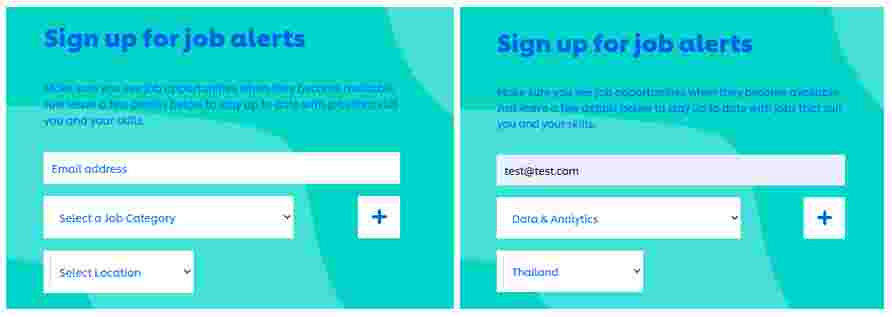 Sign up for job alerts
Make sure you see job opportunities when they become available.
Just leave a few details below to stay up to date with jobs that suit
you and your skills.
Email address
Select a Job Category
+
Select Location
Sign up for job alerts
Make sure you see job opportunities when they become available.
Just leave a few details below to stay up to date with jobs that suit
you and your skills.
test@test.com
Data & Analytics
+
Thailand